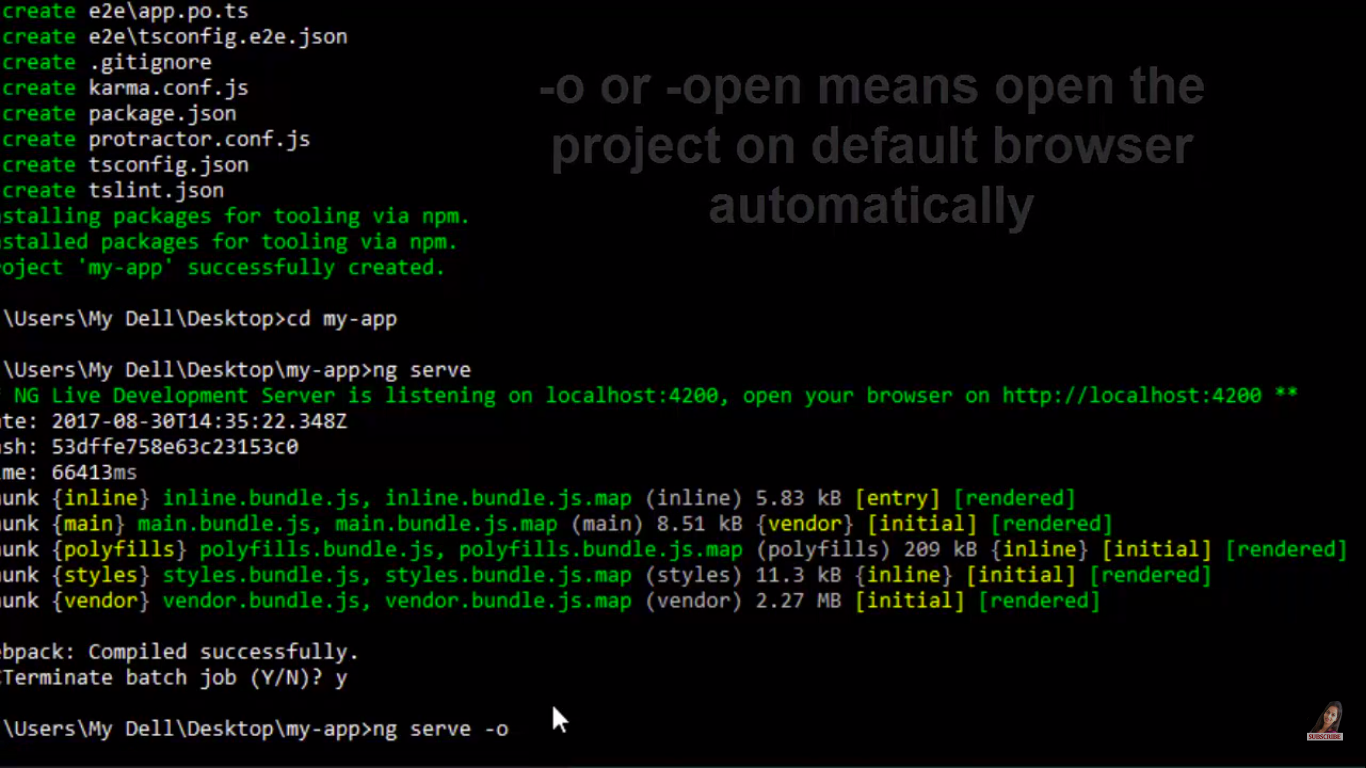 create e2e\app.po.ts
create e2e\tsconfig.e2e.json
create .gitignore
create karma.conf.js
create package.json
create protractor.conf.js
create tsconfig.json
create tslint.json
nstalling packages for tooling via npm.
nstalled packages for tooling via npm.
oject 'my-app' successfully created.
-o or -open means open the
project on default browser
automatically
\Users\My Dell\Desktop>cd my-app
\Users\My Dell\Desktop\my-app>ng serve
NG Live Development Server is listening on localhost:4200, open your browser on http://localhost:4200 **
te: 2017-08-30T14:35:22.348Z
sh: 53dffe758e63c23153c0
me: 66413ms
unk {inline} inline.bundle.js, inline.bundle.js.map (inline) 5.83 kB [entry] [rendered]
unk {main} main.bundle.js, main.bundle.js.map (main) 8.51 kB {vendor} [initial] [rendered]
unk {polyfills} polyfills.bundle.js, polyfills.bundle.js.map (polyfills) 209 kB {inline} [initial] [rendered]
unk {styles} styles.bundle.js, styles.bundle.js.map (styles) 11.3 kB {inline} [initial] [rendered]
unk {vendor} vendor.bundle.js, vendor.bundle.js.map (vendor) 2.27 MB [initial] [rendered]
ebpack: Compiled successfully.
CTerminate batch job (Y/N)? y
\Users\My Dell\Desktop\my-app>ng serve -o
SUBSCRIBE